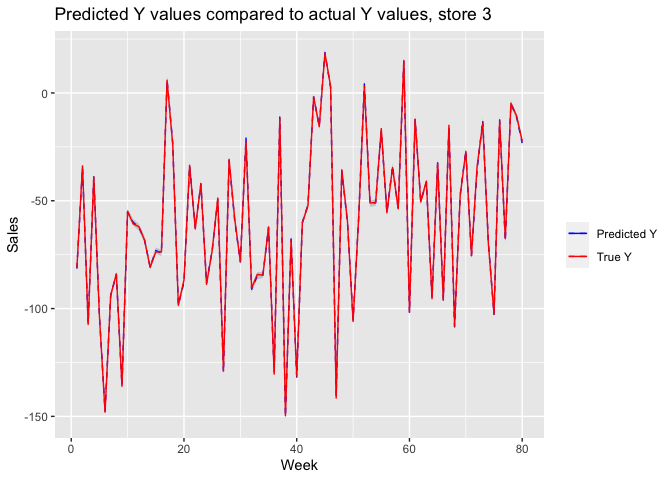 Predicted Y values compared to actual Y values, store 3
0
-50
-100
-150
Sales
0 20 40 60 80
Week
Predicted Y
True Y